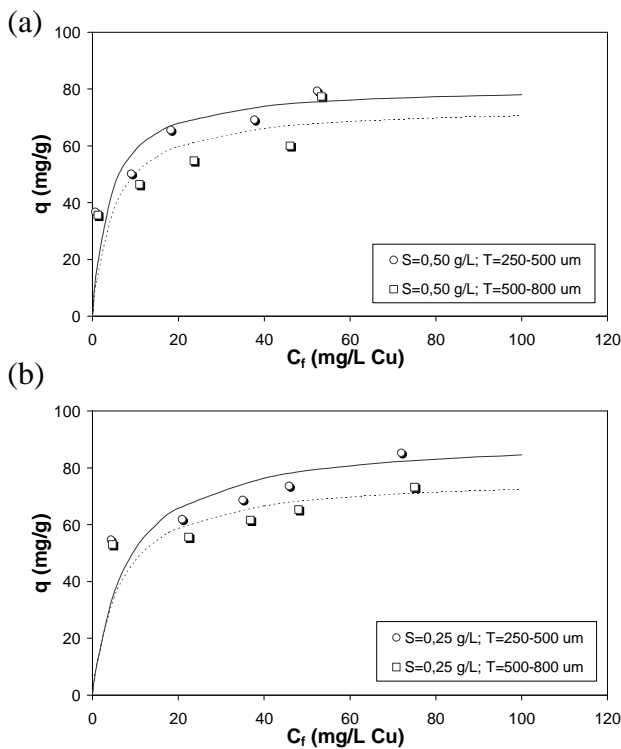 (a)
100
80
60
40
20
0
q (mg/g)
S=0,50 g/L; T=250-500 um
S=0,50 g/L; T=500-800 um
0 20 40 60 80 100 120
Cf (mg/L Cu)
(b)
100
80
60
40
20
0
q (mg/g)
S=0,25 g/L; T=250-500 um
S=0,25 g/L; T=500-800 um
0 20 40 60 80 100 120
Cf (mg/L Cu)